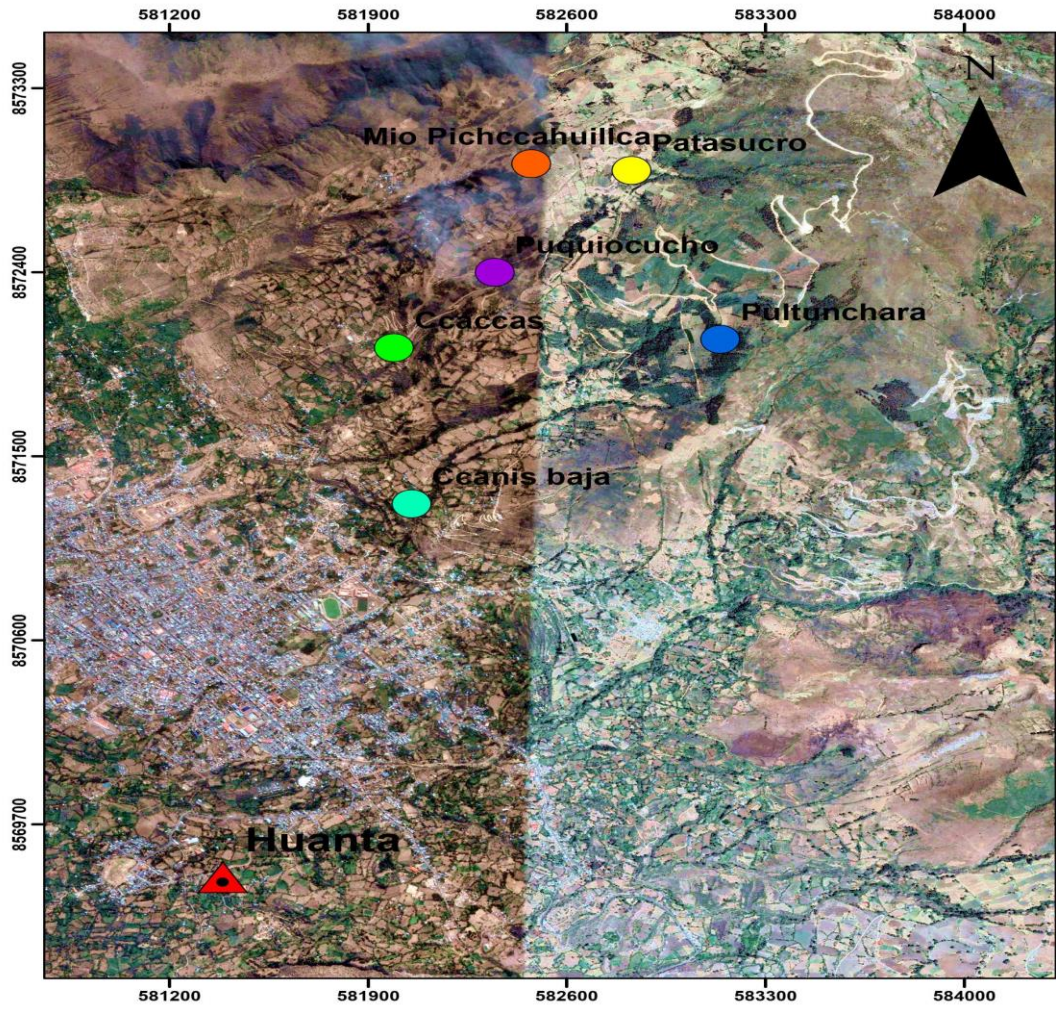 581200 581900 582600 583300 584000
N
8573300
Mio Pichccahuillca
Patasucro
Puquiocucho
8572400
Pultunchara
Ccaccas
8571500
Ccanis baja
8570600
8569700
Huanta
581200 581900 582600 583300 584000